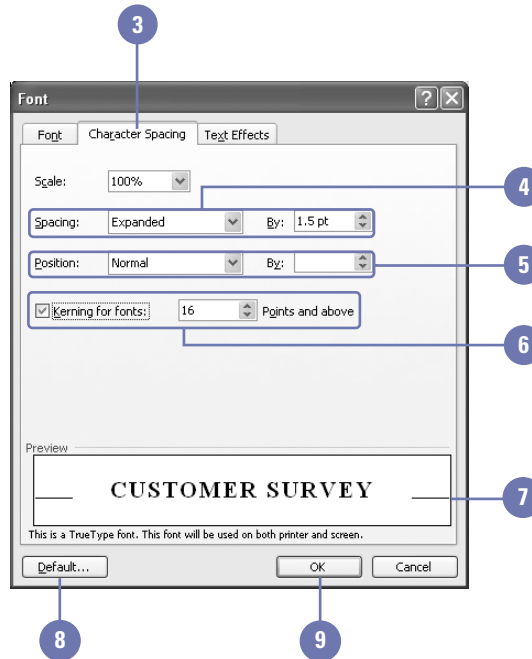 3
Font
Font Character Spacing Text Effects
Scale: 100%
4
Spacing: Expanded By: 1.5 pt
Position: Normal By:
5
Kerning for fonts: 16 Points and above
6
Preview
CUSTOMER SURVEY
7
This is a TrueType font. This font will be used on both printer and screen.
Default... OK Cancel
8 9